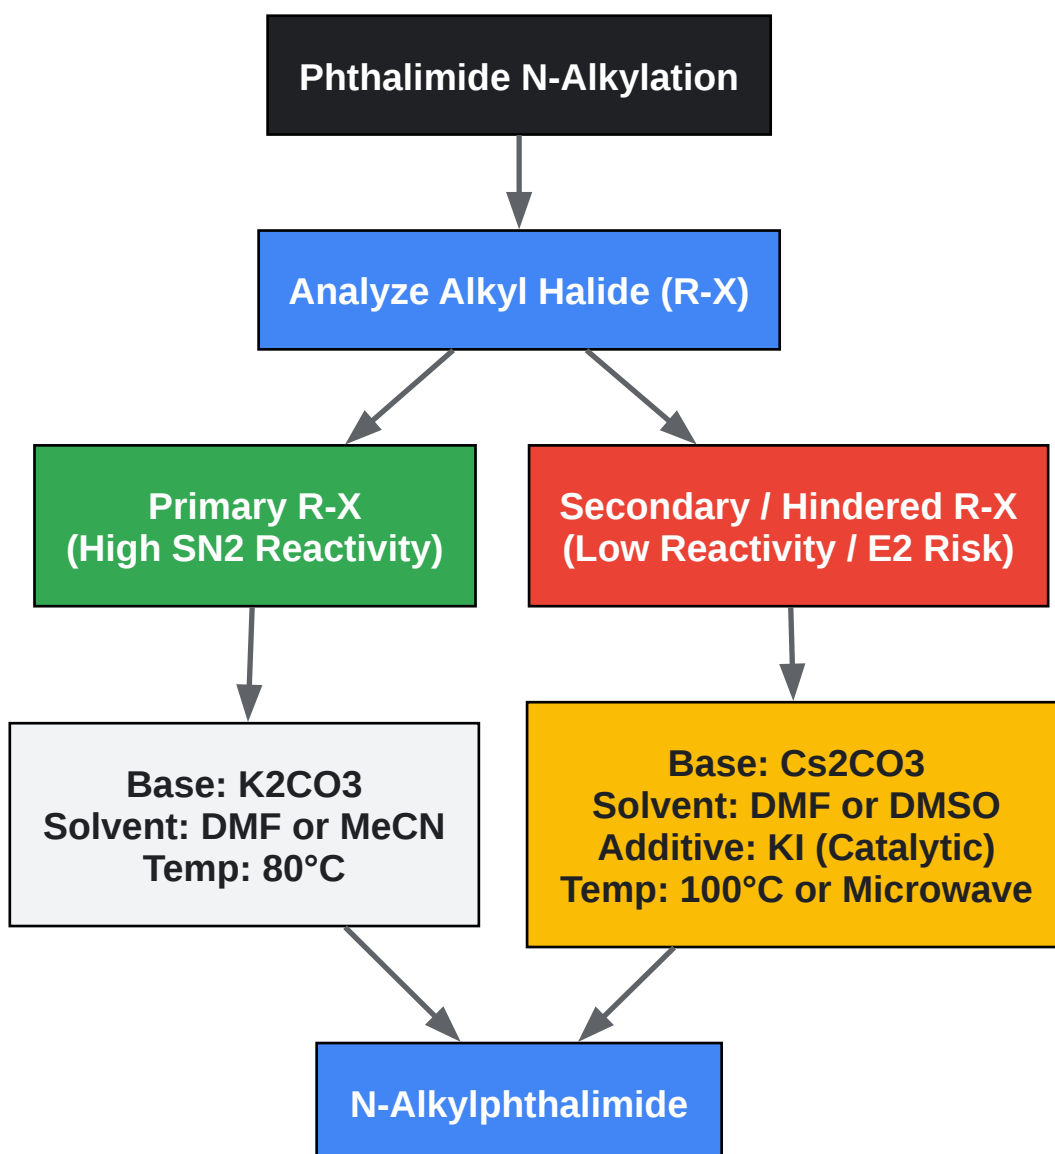 Phthalimide N-Alkylation
Analyze Alkyl Halide (R-X)
Primary R-X
(High SN2 Reactivity)
Secondary / Hindered R-X
(Low Reactivity / E2 Risk)
Base: K2CO3
Solvent: DMF or MeCN
Temp: 80°C
Base: Cs2CO3
Solvent: DMF or DMSO
Additive: KI (Catalytic)
Temp: 100°C or Microwave
N-Alkylphthalimide